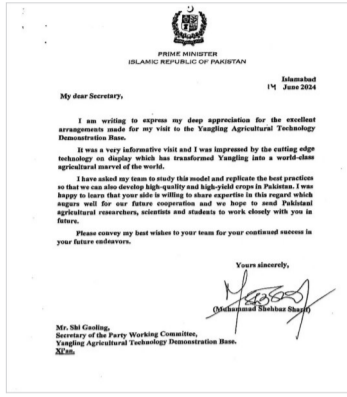 PRIME MINISTER
ISLAMIC REPUBLIC OF PAKISTAN
Islamabad
14 June 2024
My dear Secretary,
I am writing to express my deep appreciation for the excellent
arrangements made for my visit to the Yangling Agricultural Technology
Demonstration Base.
It was a very informative visit and I was impressed by the cutting edge
technology on display which has transformed Yangling into a world-class
agricultural marvel of the world.
I have asked my team to study this model and replicate the best practices
so that we can also develop high-quality and high-yield crops in Pakistan. I was
happy to learn that your side is willing to share expertise in this regard which
augurs well for our future cooperation and we hope to send Pakistani
agricultural researchers, scientists and students to work closely with you in
future.
Please convey my best wishes to your team for your continued success in
your future endeavors.
Yours sincerely,
(Muhammad Shehbaz Sharif)
Mr. Shi Gaoling,
Secretary of the Party Working Committee,
Yangling Agricultural Technology Demonstration Base.
Xi'an.